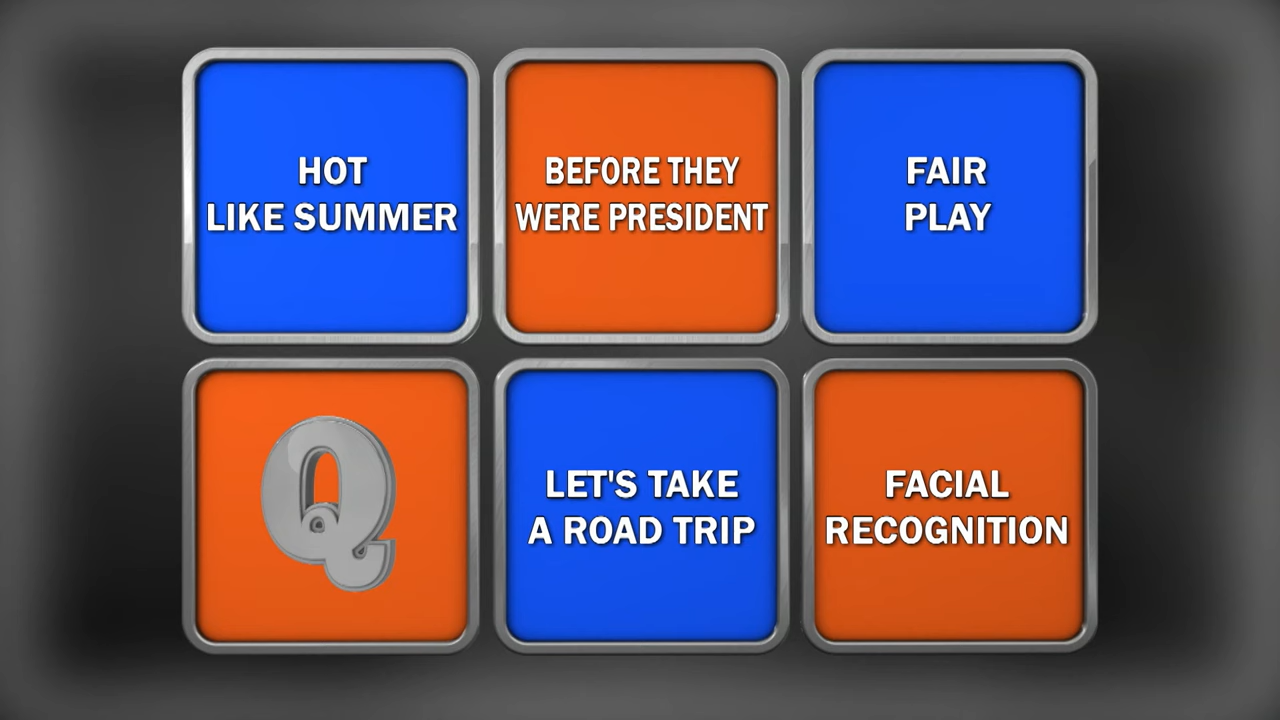 HOT
LIKE SUMMER
BEFORE THEY
WERE PRESIDENT
FAIR
PLAY
Q
LET'S TAKE
A ROAD TRIP
FACIAL
RECOGNITION